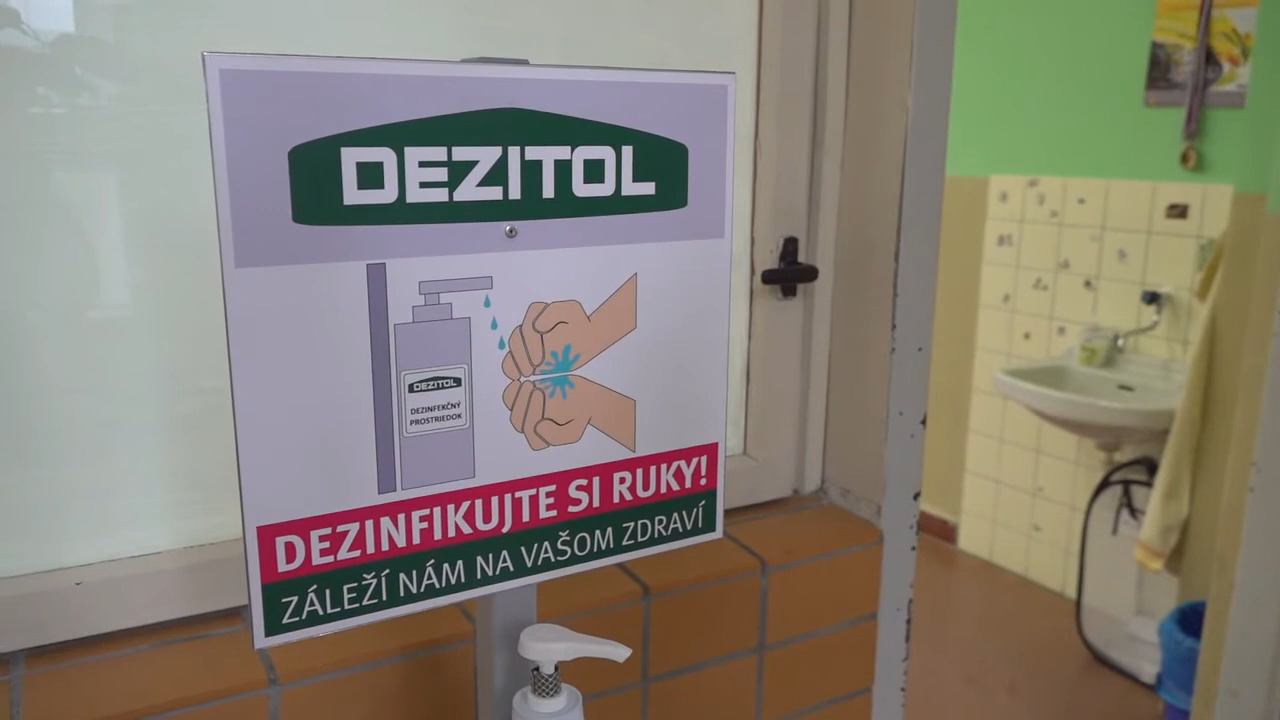 DEZITOL
DEZITOL
DEZINFEKČNÝ
PROSTRIEDOK
DEZINFIKUJTE SI RUKY!
ZÁLEŽÍ NÁM NA VAŠOM ZDRAVÍ